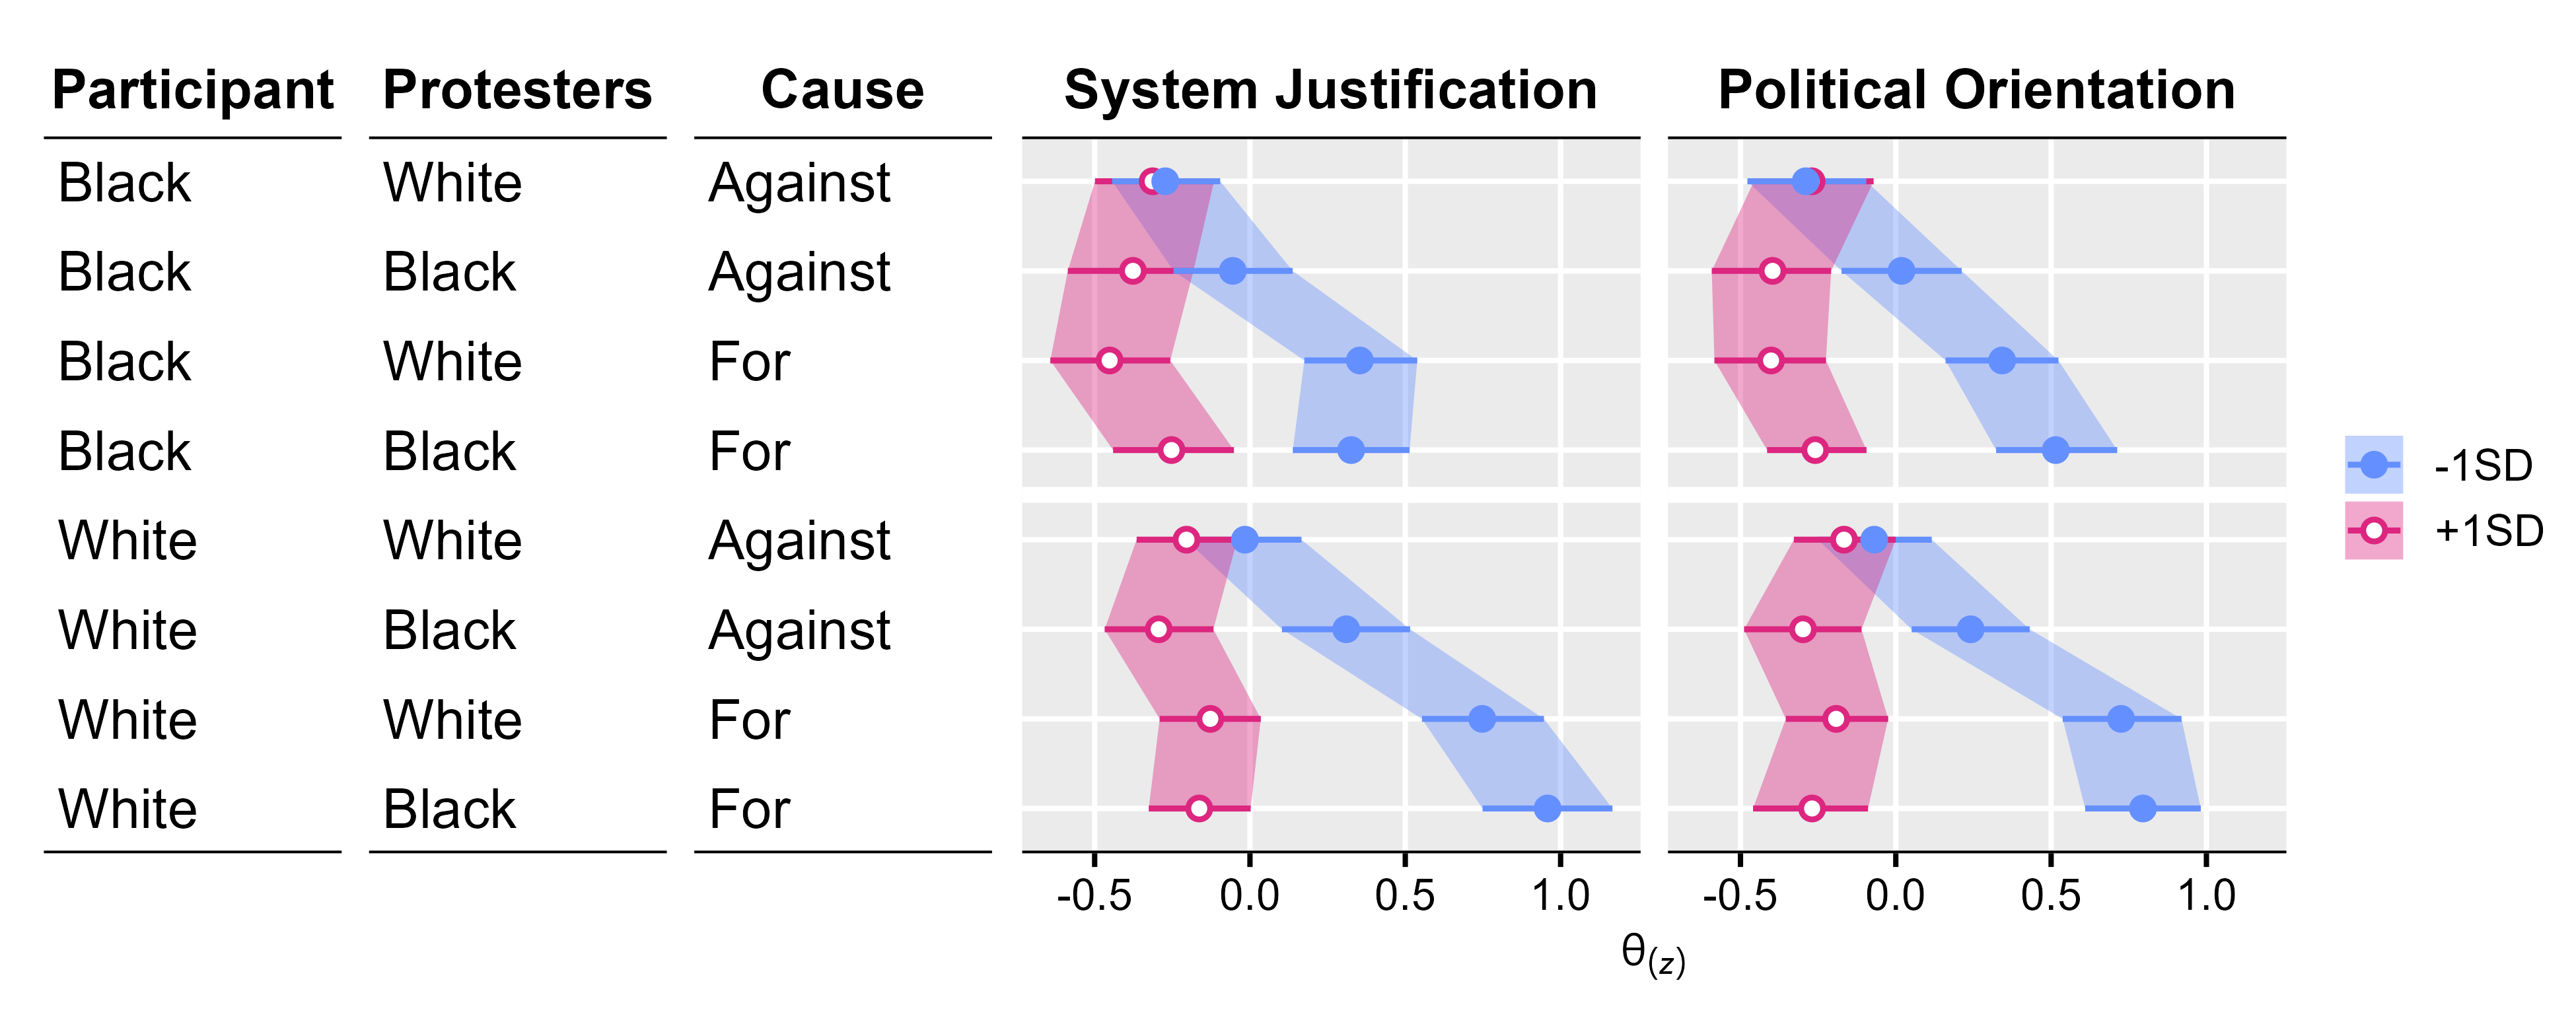 Participant Protesters Cause System Justification Political Orientation
Black White Against
Black Black Against
Black White For
Black Black For
-1SD
White White Against
+1SD
White Black Against
White White For
White Black For
-0.5 0.0 0.5 1.0 -0.5 0.0 0.5 1.0
θ(z)